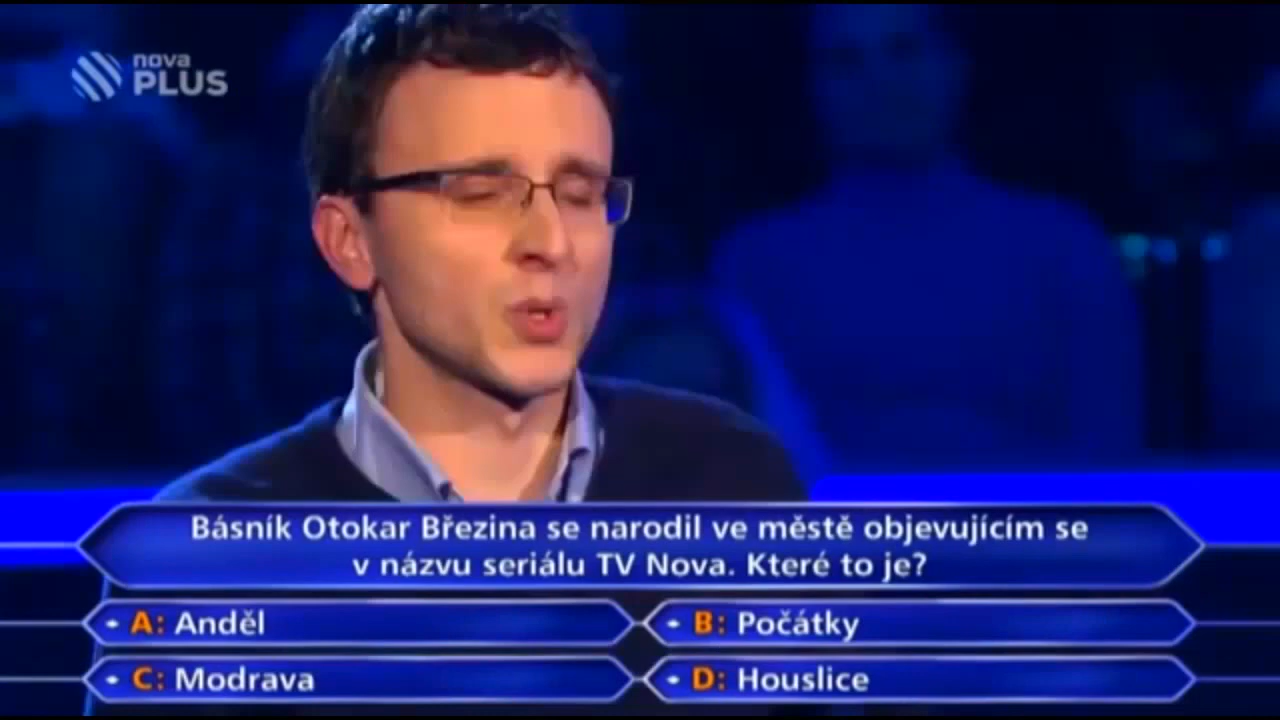 nova
PLUS
Básník Otokar Březina se narodil ve městě objevujícím se
v názvu seriálu TV Nova. Které to je?
A: Anděl
B: Počátky
C: Modrava
D: Houslice